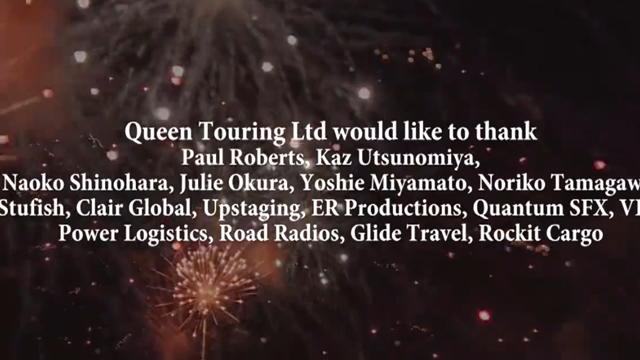 Queen Touring Ltd would like to thank
Paul Roberts, Kaz Utsunomiya,
Naoko Shinohara, Julie Okura, Yoshie Miyamato, Noriko Tamagaw
Stufish, Clair Global, Upstaging, ER Productions, Quantum SFX,
Power Logistics, Road Radios, Glide Travel, Rockit Cargo